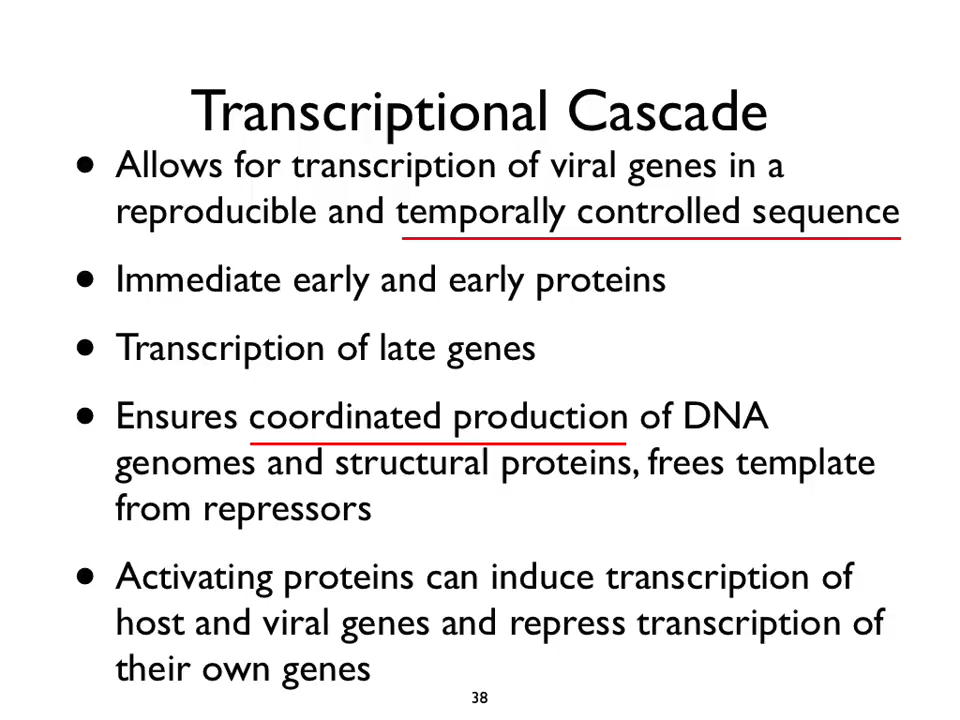 Transcriptional Cascade
• Allows for transcription of viral genes in a
reproducible and temporally controlled sequence
• Immediate early and early proteins
• Transcription of late genes
• Ensures coordinated production of DNA
genomes and structural proteins, frees template
from repressors
• Activating proteins can induce transcription of
host and viral genes and repress transcription of
their own genes
38